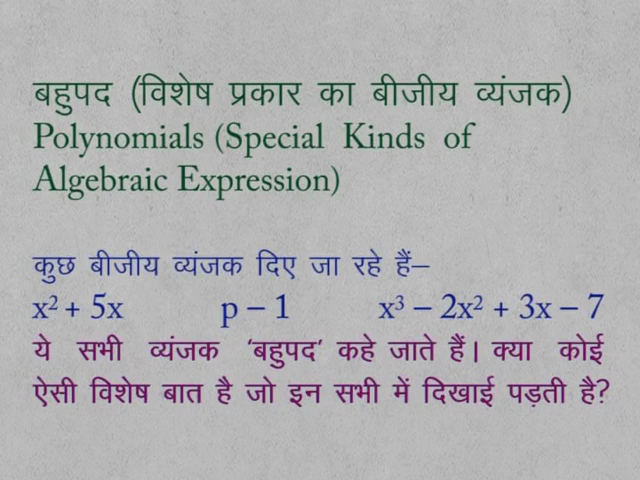 बहुपद (विशेष प्रकार का बीजीय व्यंजक)
Polynomials (Special Kinds of
Algebraic Expression)
कुछ बीजीय व्यंजक दिए जा रहे हैं–
x² + 5x p – 1 x³ – 2x² + 3x – 7
ये सभी व्यंजक ‘बहुपद’ कहे जाते हैं। क्या कोई
ऐसी विशेष बात है जो इन सभी में दिखाई पड़ती है?